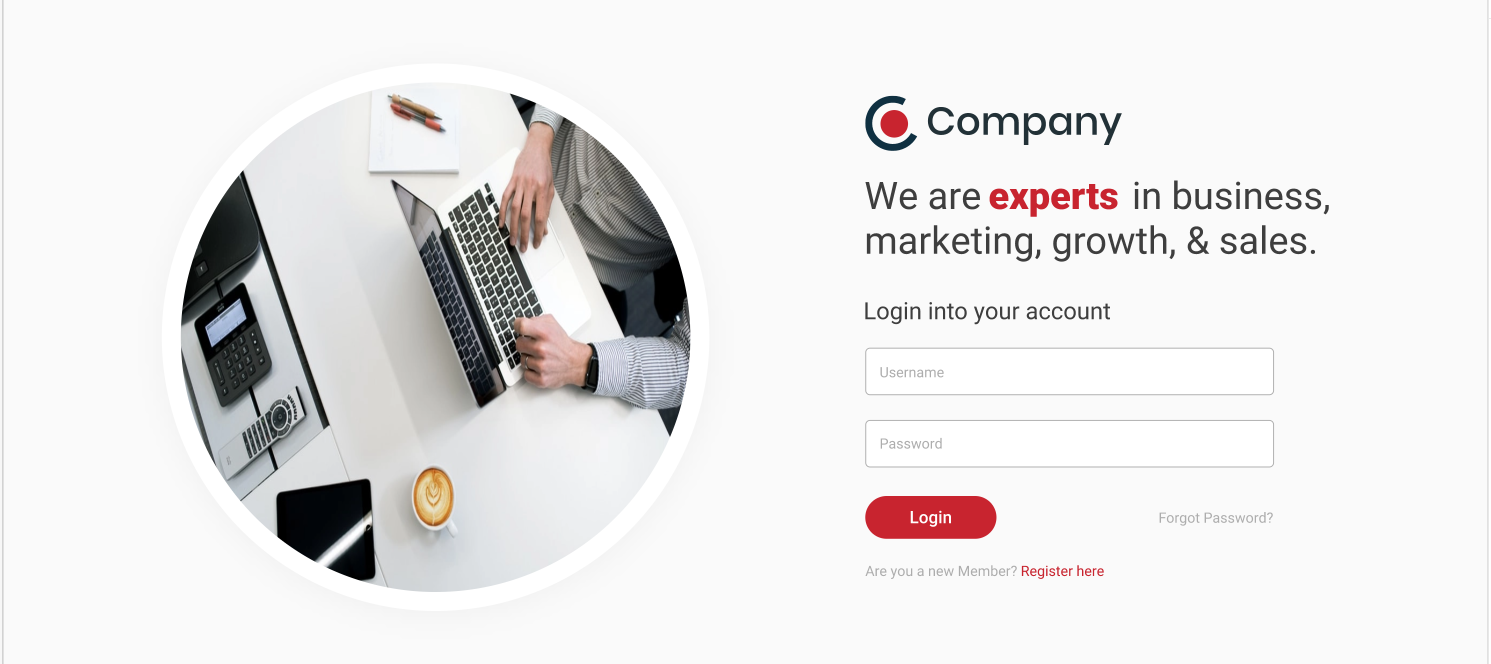 Company
We are experts in business,
marketing, growth, & sales.
Login into your account
Username
Password
Login
Forgot Password?
Are you a new Member? Register here